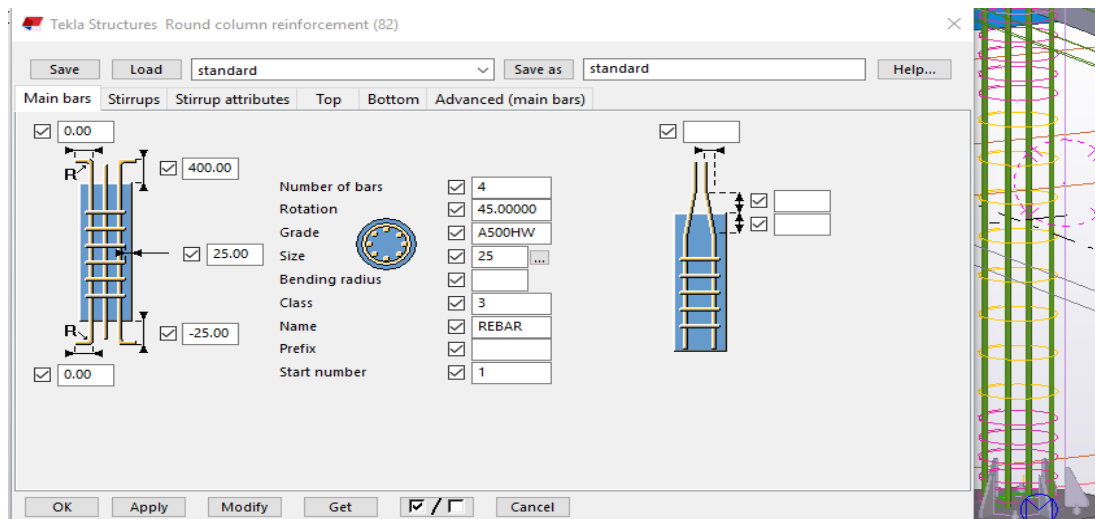 Tekla Structures Round column reinforcement (82)
Save Load standard Save as standard Help...
Main bars Stirrups Stirrup attributes Top Bottom Advanced (main bars)
0.00
R
400.00
Number of bars 4
Rotation 45.00000
Grade A500HW
25.00
Size 25 ...
Bending radius
Class 3
R
-25.00
Name REBAR
Prefix
0.00
Start number 1
OK Apply Modify Get / Cancel